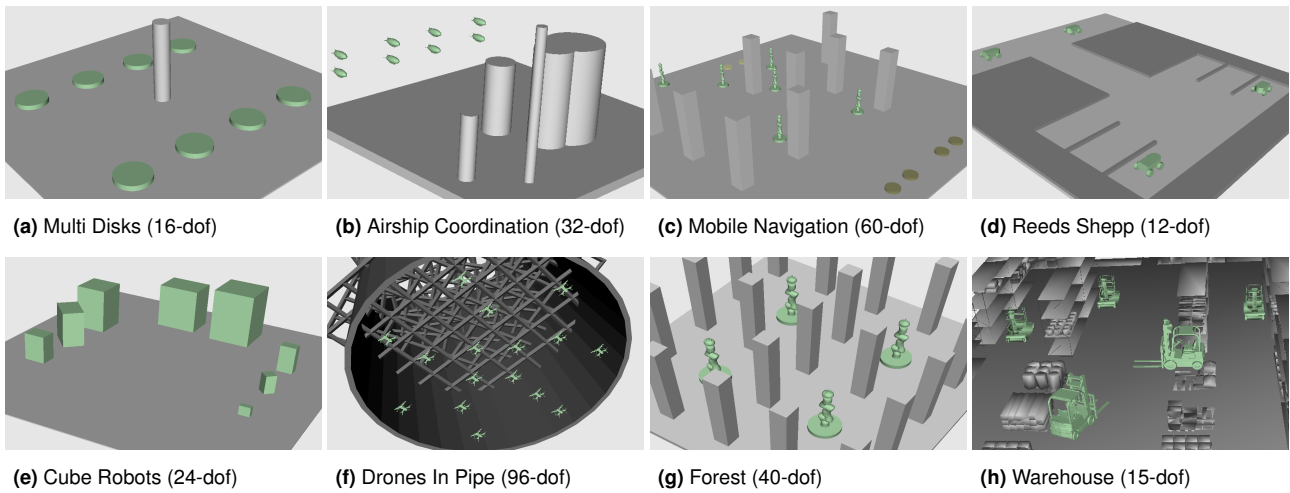 (a) Multi Disks (16-dof)
(b) Airship Coordination (32-dof)
(c) Mobile Navigation (60-dof)
(d) Reeds Shepp (12-dof)
(e) Cube Robots (24-dof)
(f) Drones In Pipe (96-dof)
(g) Forest (40-dof)
(h) Warehouse (15-dof)